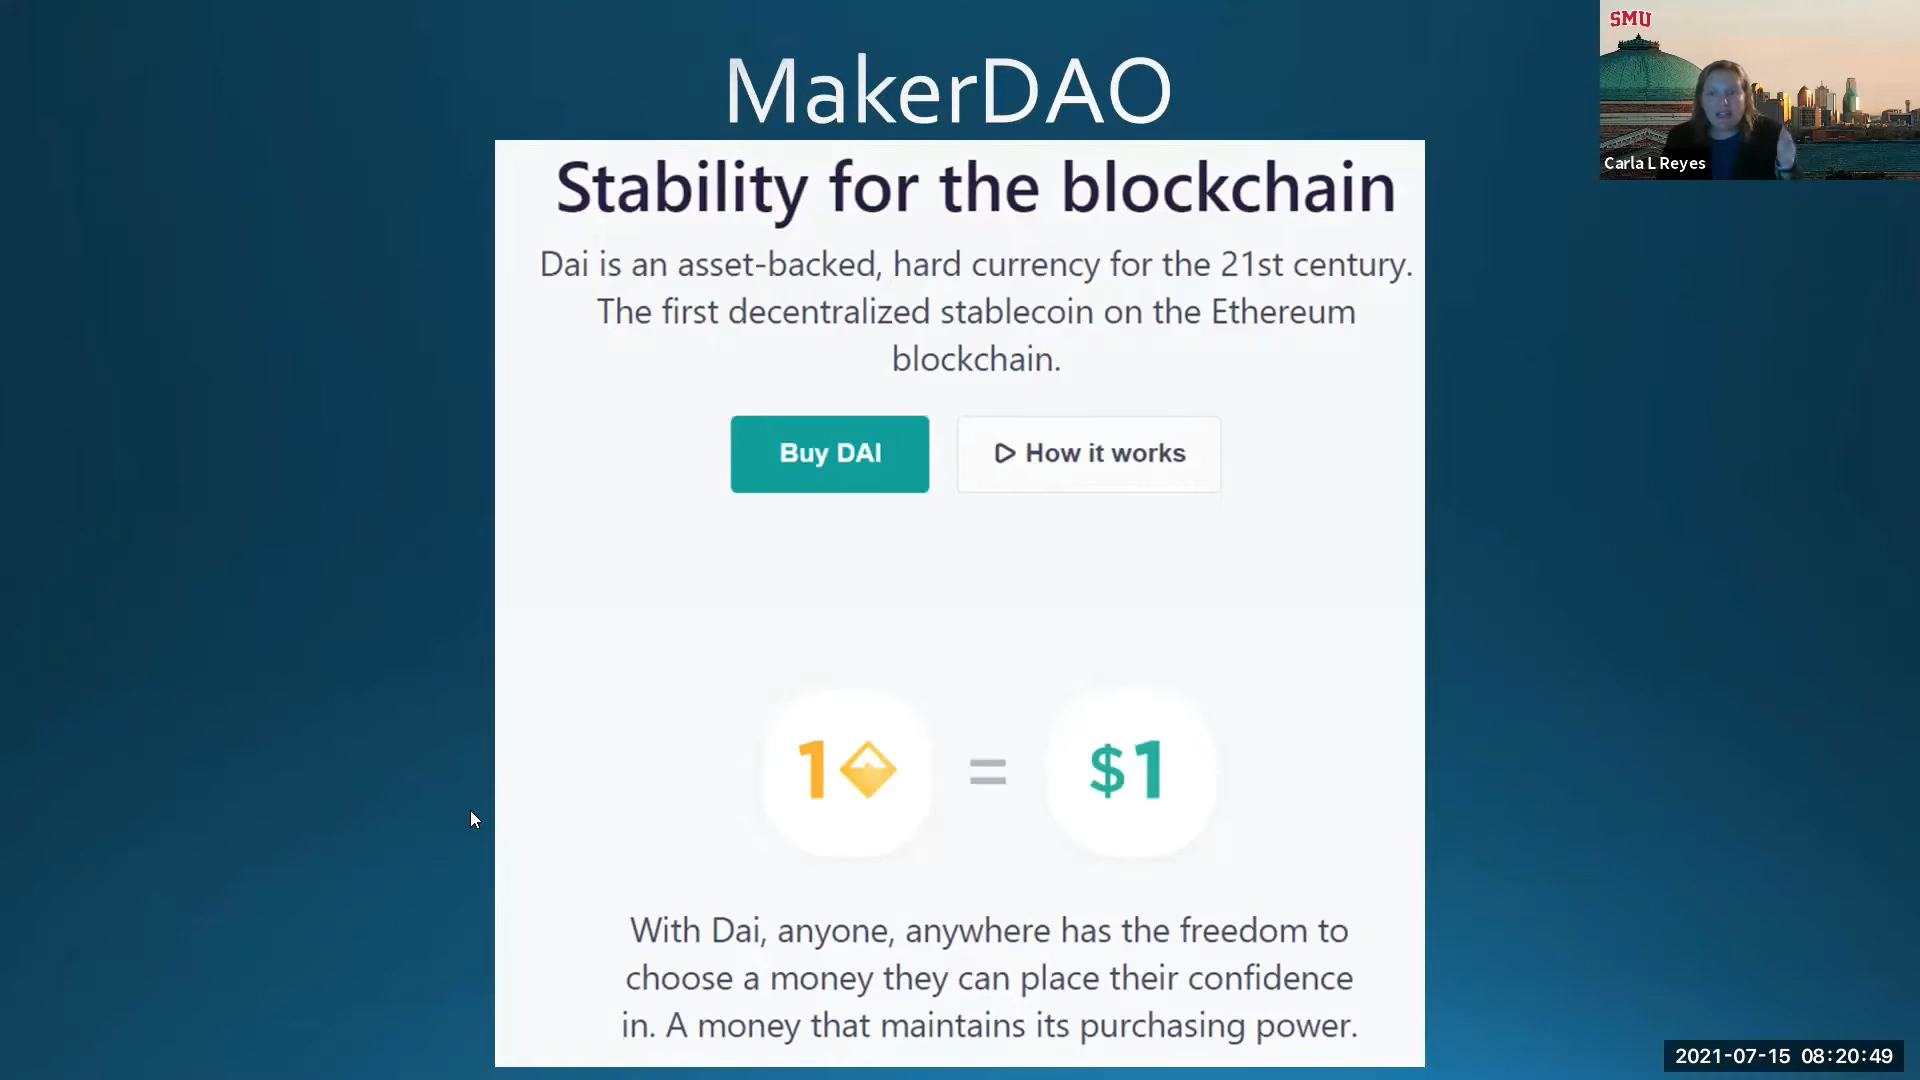 MakerDAO
SMU
Carla L Reyes
Stability for the blockchain
Dai is an asset-backed, hard currency for the 21st century.
The first decentralized stablecoin on the Ethereum
blockchain.
Buy DAI
How it works
1 = $1
With Dai, anyone, anywhere has the freedom to
choose a money they can place their confidence
in. A money that maintains its purchasing power.
2021-07-15 08:20:49